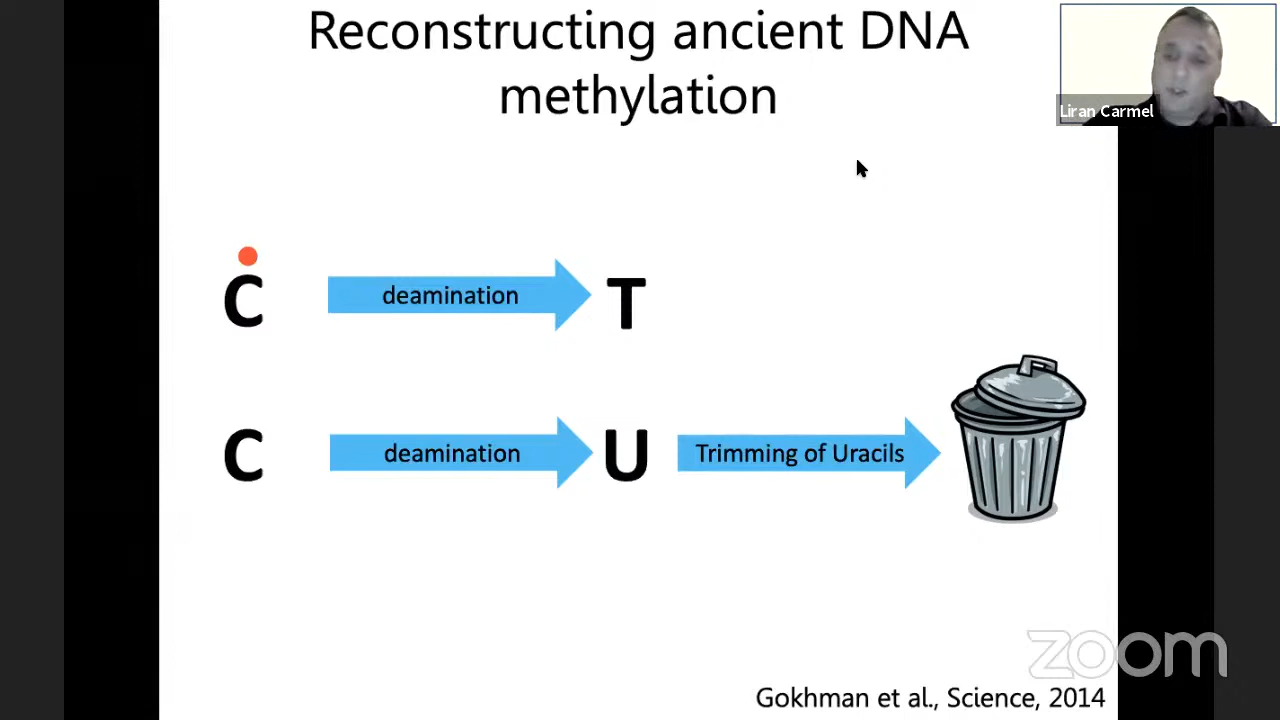 Reconstructing ancient DNA
methylation
Liran Carmel
C deamination T
C deamination U Trimming of Uracils
zoom
Gokhman et al., Science, 2014